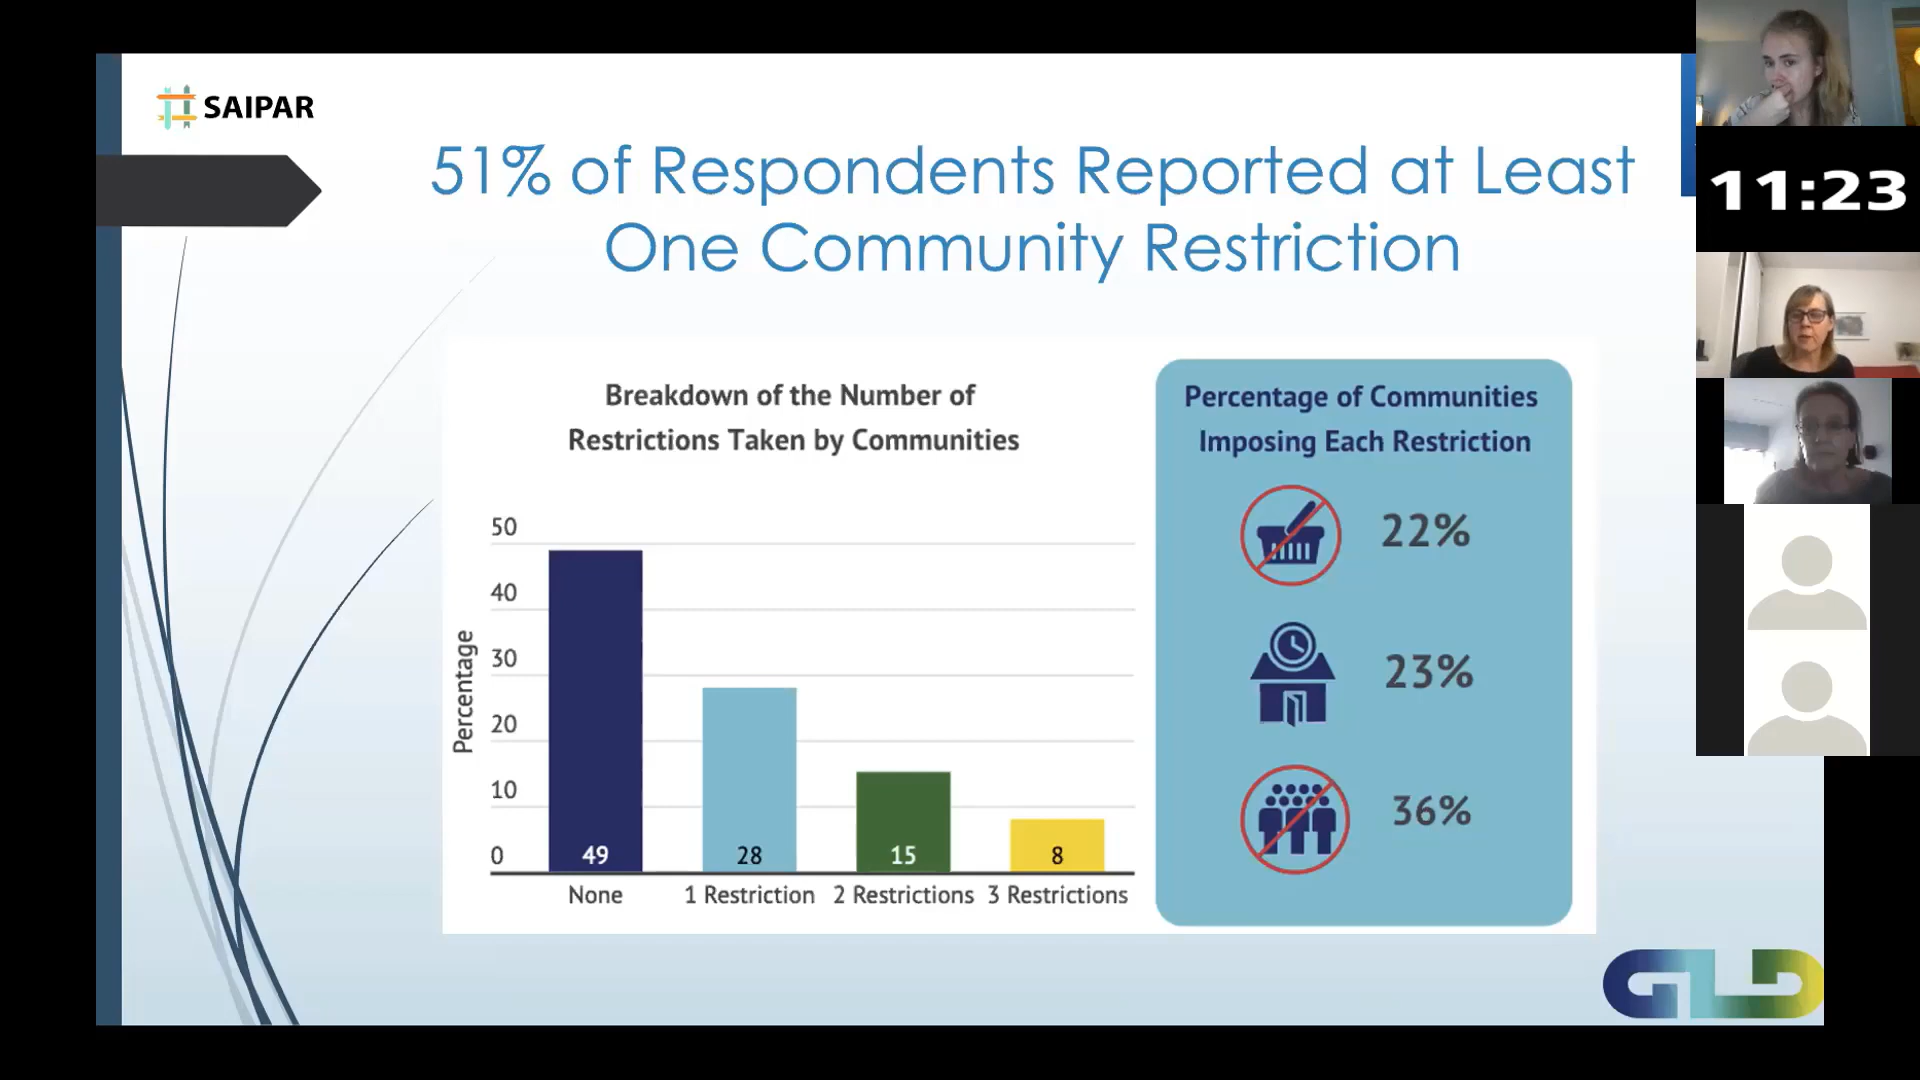 SAIPAR
51% of Respondents Reported at Least
One Community Restriction
Breakdown of the Number of
Restrictions Taken by Communities
Percentage
50
40
30
20
10
0
49
28
15
8
None
1 Restriction
2 Restrictions
3 Restrictions
Percentage of Communities
Imposing Each Restriction
22%
23%
36%
GLD
11:23